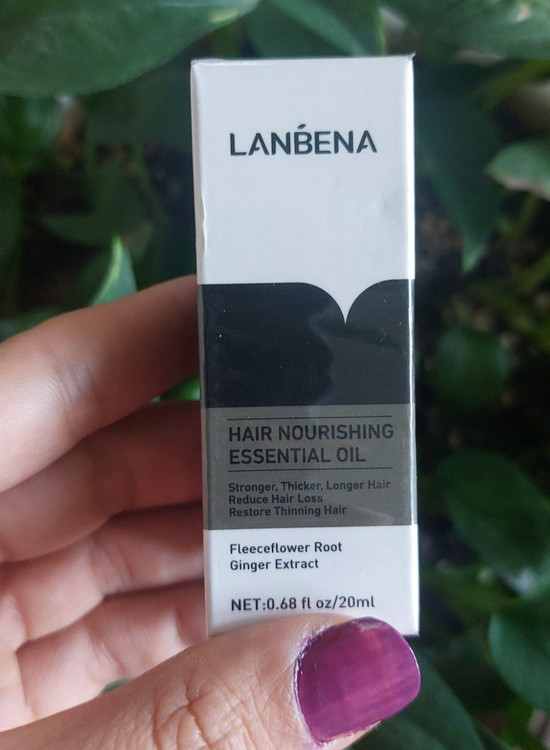 LANBENA
HAIR NOURISHING
ESSENTIAL OIL
Stronger, Thicker, Longer Hair
Reduce Hair Loss
Restore Thinning Hair
Fleeceflower Root
Ginger Extract
NET:0.68 fl oz/20ml